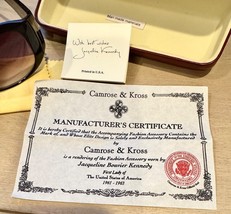 With best wishes
Jacqueline Kennedy
Printed in U.S.A.
Camrose & Kross
MANUFACTURER'S CERTIFICATE
It is hereby Certified that the Accompanying Fashion Accessory Contains the
Mark of, and Whose Elite Design is Solely and Exclusively Manufactured
by
Camrose & Kross
is a rendering of the Fashion Accessory worn by
Jacqueline Bouvier Kennedy
First Lady of
The United States of America
1961 - 1963